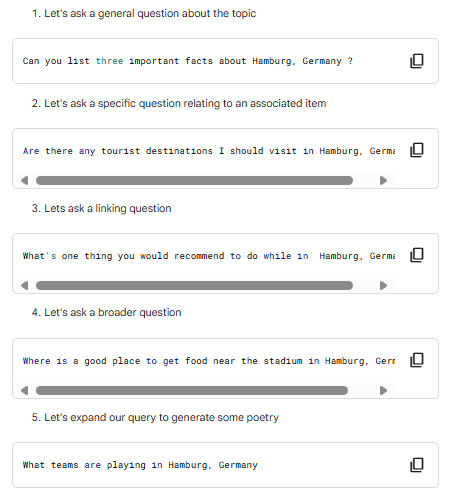 1. Let's ask a general question about the topic
Can you list three important facts about Hamburg, Germany ?
2. Let's ask a specific question relating to an associated item
Are there any tourist destinations I should visit in Hamburg, Germa
3. Lets ask a linking question
What's one thing you would recommend to do while in  Hamburg, Germa
4. Let's ask a broader question
Where is a good place to get food near the stadium in Hamburg, Germ
5. Let's expand our query to generate some poetry
What teams are playing in Hamburg, Germany